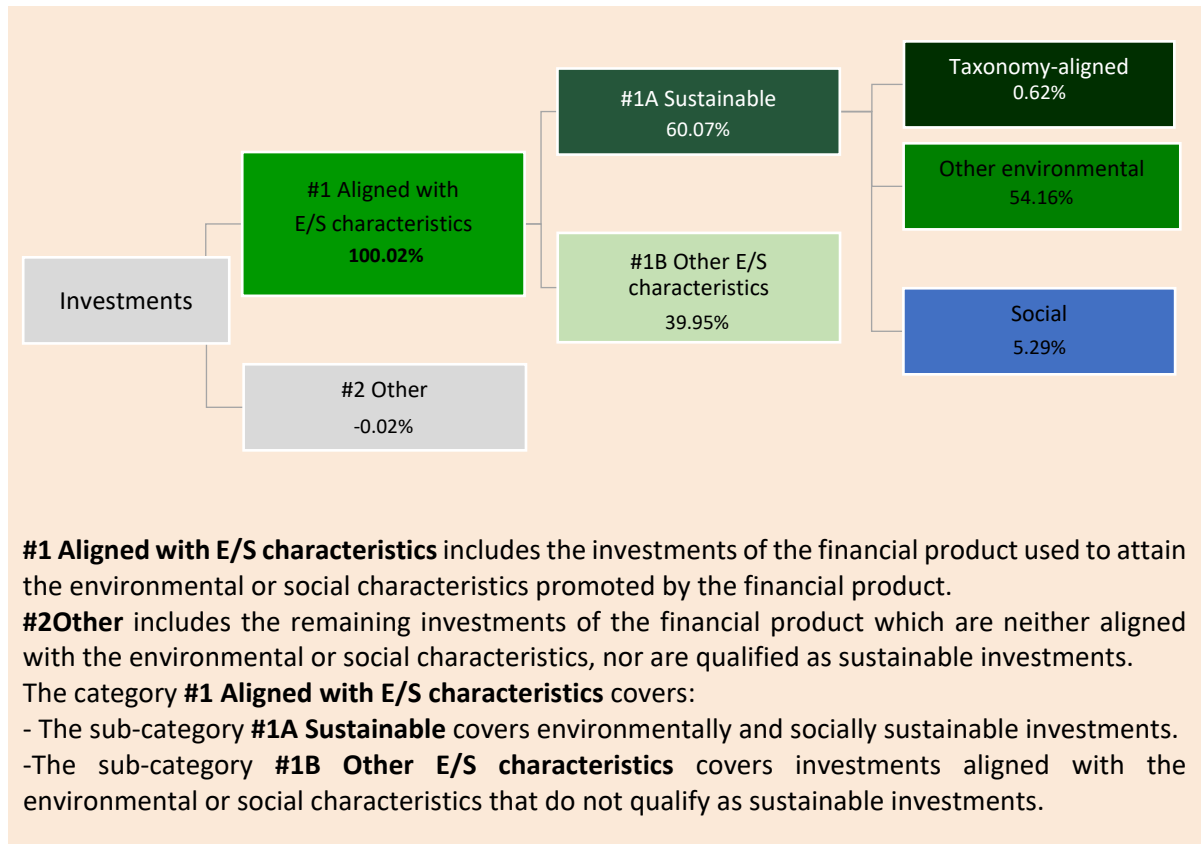 Investments
#1 Aligned with
E/S characteristics
100.02%
#2 Other
-0.02%
#1A Sustainable
60.07%
#1B Other E/S
characteristics
39.95%
Taxonomy-aligned
0.62%
Other environmental
54.16%
Social
5.29%
#1 Aligned with E/S characteristics includes the investments of the financial product used to attain
the environmental or social characteristics promoted by the financial product.
#2Other includes the remaining investments of the financial product which are neither aligned
with the environmental or social characteristics, nor are qualified as sustainable investments.
The category #1 Aligned with E/S characteristics covers:
- The sub-category #1A Sustainable covers environmentally and socially sustainable investments.
-The sub-category #1B Other E/S characteristics covers investments aligned with the
environmental or social characteristics that do not qualify as sustainable investments.